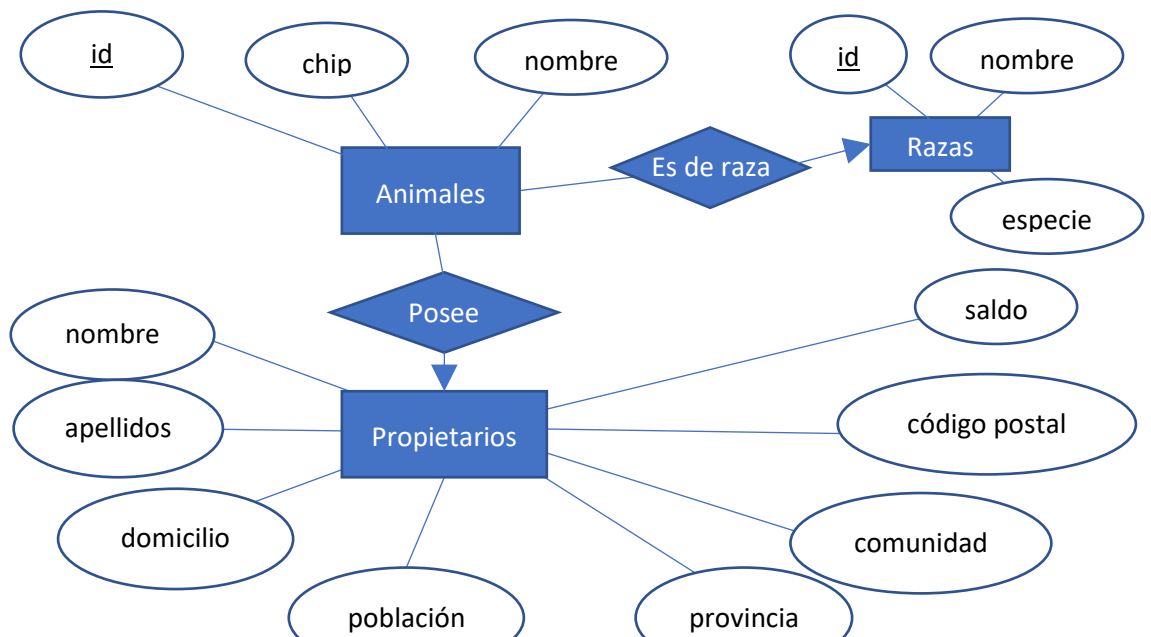 id
chip
nombre
id
nombre
Animales
Es de raza
Razas
especie
Posee
saldo
nombre
apellidos
Propietarios
código postal
domicilio
comunidad
población
provincia